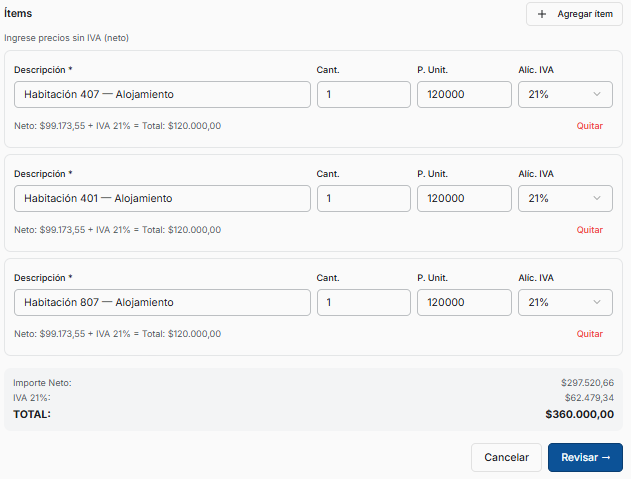 Ítems
+ Agregar ítem
Ingrese precios sin IVA (neto)
Descripción * Cant. P. Unit. Alíc. IVA
Habitación 407 — Alojamiento 1 120000 21%
Neto: $99.173,55 + IVA 21% = Total: $120.000,00 Quitar
Descripción * Cant. P. Unit. Alíc. IVA
Habitación 401 — Alojamiento 1 120000 21%
Neto: $99.173,55 + IVA 21% = Total: $120.000,00 Quitar
Descripción * Cant. P. Unit. Alíc. IVA
Habitación 807 — Alojamiento 1 120000 21%
Neto: $99.173,55 + IVA 21% = Total: $120.000,00 Quitar
Importe Neto: $297.520,66
IVA 21%: $62.479,34
TOTAL: $360.000,00
Cancelar Revisar →